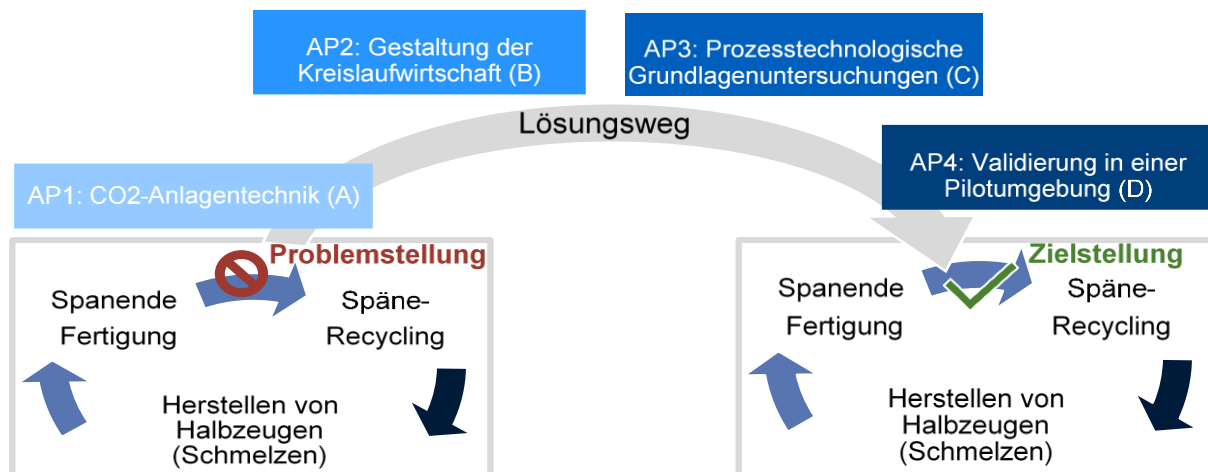 AP2: Gestaltung der
Kreislaufwirtschaft (B)
AP3: Prozesstechnologische
Grundlagenuntersuchungen (C)
Lösungsweg
AP1: CO2-Anlagentechnik (A)
AP4: Validierung in einer
Pilotumgebung (D)
Problemstellung
Spanende
Fertigung
Späne-
Recycling
Herstellen von
Halbzeugen
(Schmelzen)
Zielstellung
Spanende
Fertigung
Späne-
Recycling
Herstellen von
Halbzeugen
(Schmelzen)